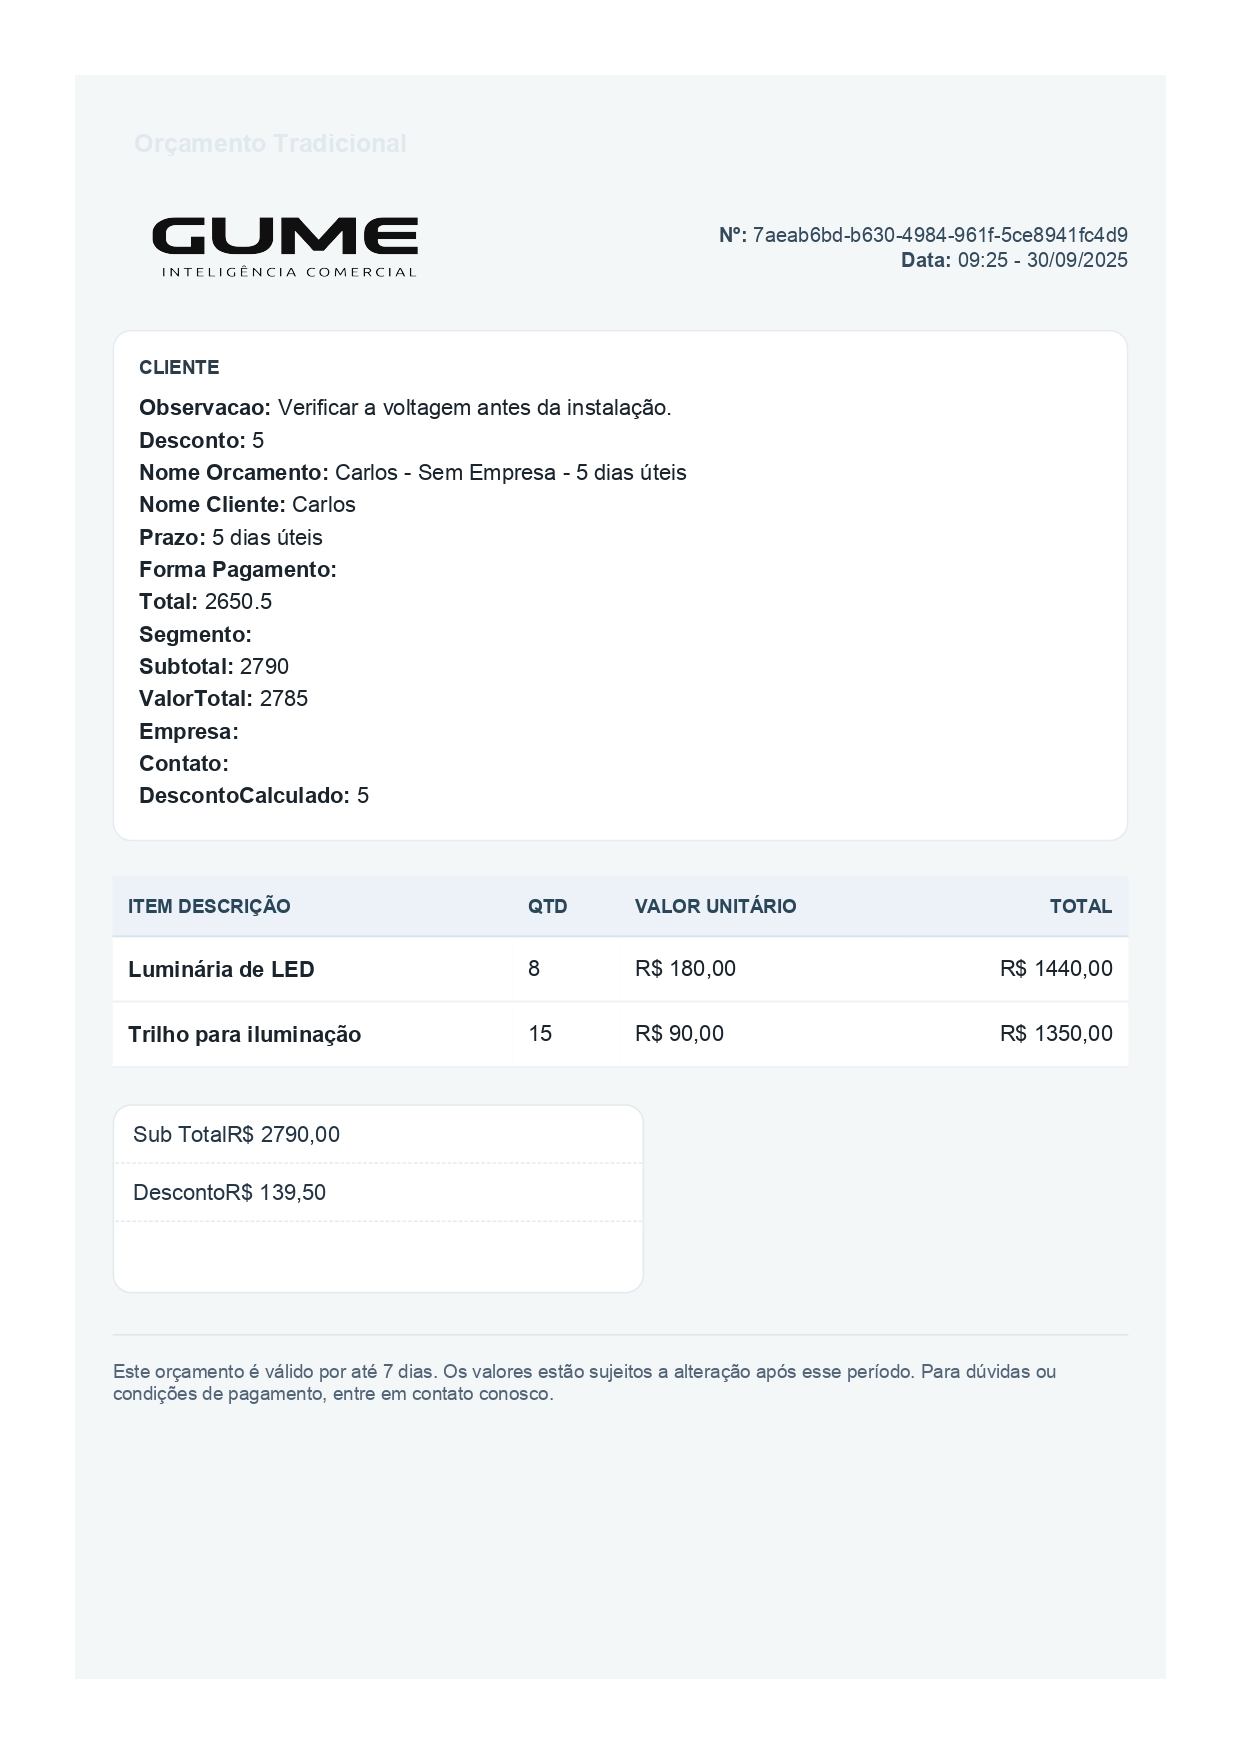 Orçamento Tradicional
GUME
INTELIGÊNCIA COMERCIAL
Nº: 7aeab6bd-b630-4984-961f-5ce8941fc4d9
Data: 09:25 - 30/09/2025
CLIENTE
Observacao: Verificar a voltagem antes da instalação.
Desconto: 5
Nome Orcamento: Carlos - Sem Empresa - 5 dias úteis
Nome Cliente: Carlos
Prazo: 5 dias úteis
Forma Pagamento:
Total: 2650.5
Segmento:
Subtotal: 2790
ValorTotal: 2785
Empresa:
Contato:
DescontoCalculado: 5
ITEM DESCRIÇÃO QTD VALOR UNITÁRIO TOTAL
Luminária de LED 8 R$ 180,00 R$ 1440,00
Trilho para iluminação 15 R$ 90,00 R$ 1350,00
Sub TotalR$ 2790,00
DescontoR$ 139,50
Este orçamento é válido por até 7 dias. Os valores estão sujeitos a alteração após esse período. Para dúvidas ou
condições de pagamento, entre em contato conosco.